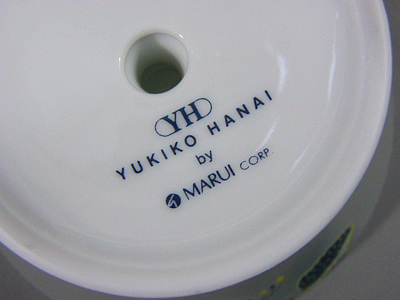 YH
YUKIKO HANAI
by
MARUI CORP.